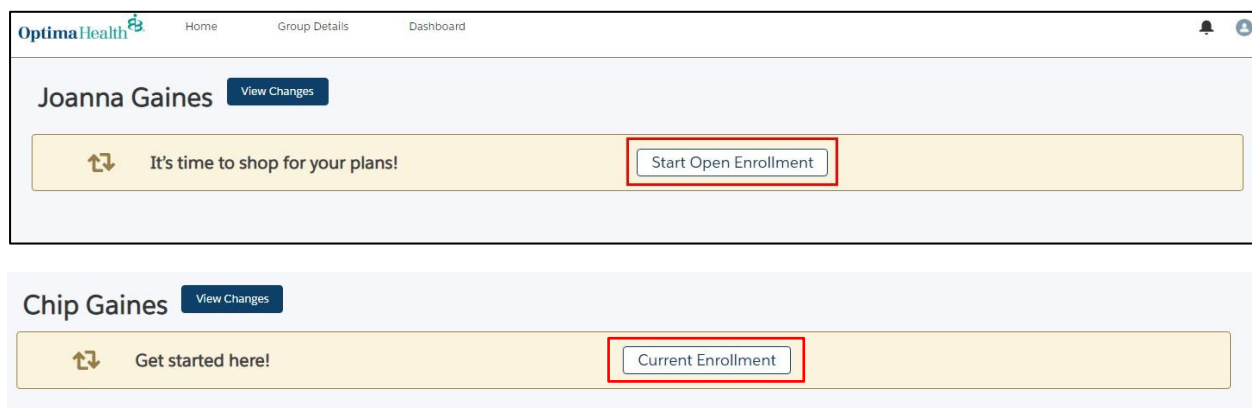 OptimaHealth Home Group Details Dashboard
Joanna Gaines View Changes
It's time to shop for your plans! Start Open Enrollment
Chip Gaines View Changes
Get started here! Current Enrollment